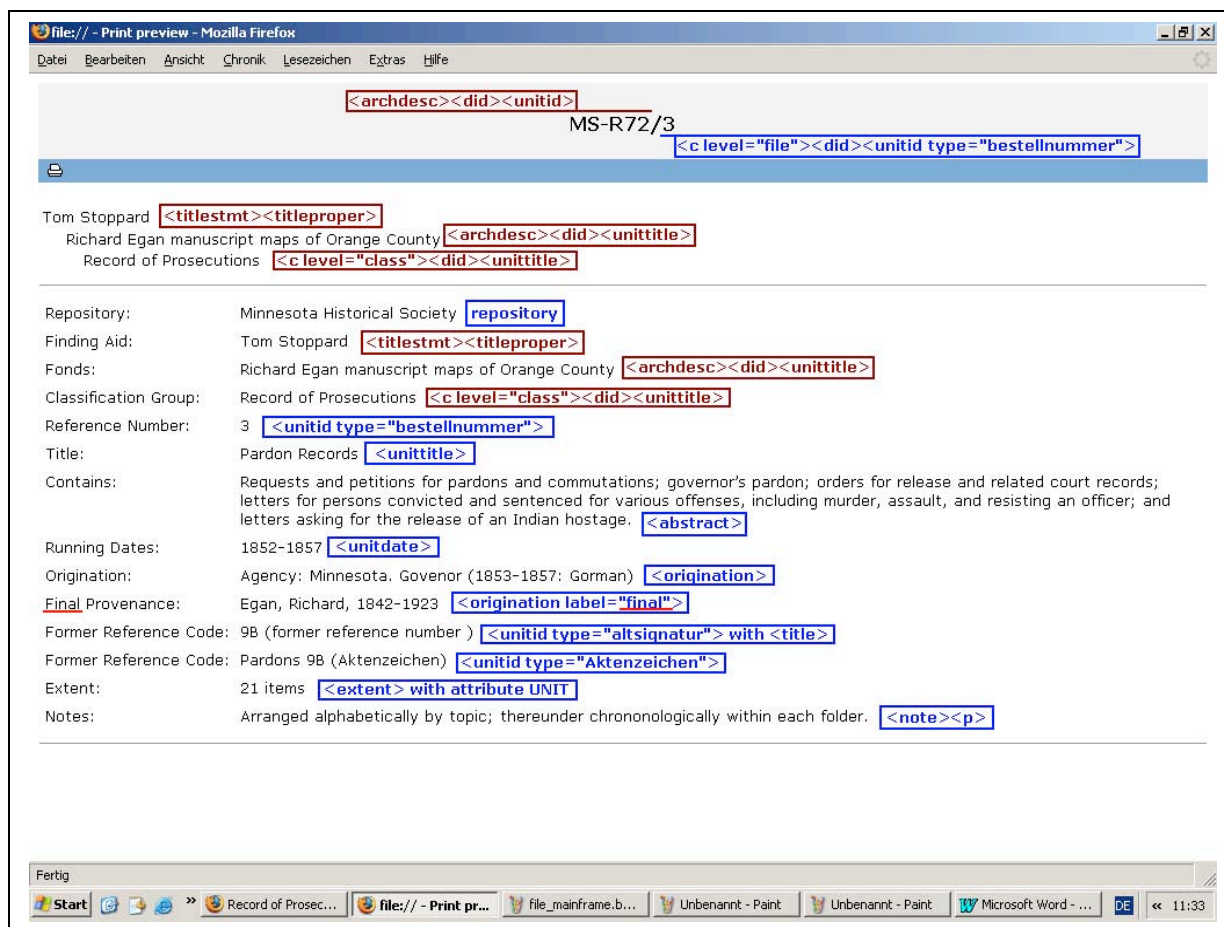 file:// - Print preview - Mozilla Firefox
Datei Bearbeiten Ansicht Chronik Lesezeichen Extras Hilfe
<archdesc><did><unitid>
MS-R72/3
<c level="file"><did><unitid type="bestellnummer">
Tom Stoppard <titlestmt><titleproper>
Richard Egan manuscript maps of Orange County <archdesc><did><unittitle>
Record of Prosecutions <c level="class"><did><unittitle>
Repository: Minnesota Historical Society repository
Finding Aid: Tom Stoppard <titlestmt><titleproper>
Fonds: Richard Egan manuscript maps of Orange County <archdesc><did><unittitle>
Classification Group: Record of Prosecutions <c level="class"><did><unittitle>
Reference Number: 3 <unitid type="bestellnummer">
Title: Pardon Records <unittitle>
Contains: Requests and petitions for pardons and commutations; governor's pardon; orders for release and related court records;
letters for persons convicted and sentenced for various offenses, including murder, assault, and resisting an officer; and
letters asking for the release of an Indian hostage. <abstract>
Running Dates: 1852-1857 <unitdate>
Origination: Agency: Minnesota. Govenor (1853-1857: Gorman) <origination>
Final Provenance: Egan, Richard, 1842-1923 <origination label="final">
Former Reference Code: 9B (former reference number ) <unitid type="altsignatur"> with <title>
Former Reference Code: Pardons 9B (Aktenzeichen) <unitid type="Aktenzeichen">
Extent: 21 items <extent> with attribute UNIT
Notes: Arranged alphabetically by topic; thereunder chrononologically within each folder. <note><p>
Fertig
Start » Record of Prosec... file:// - Print pr... file_mainframe.b... Unbenannt - Paint Unbenannt - Paint Microsoft Word - ... DE « 11:33